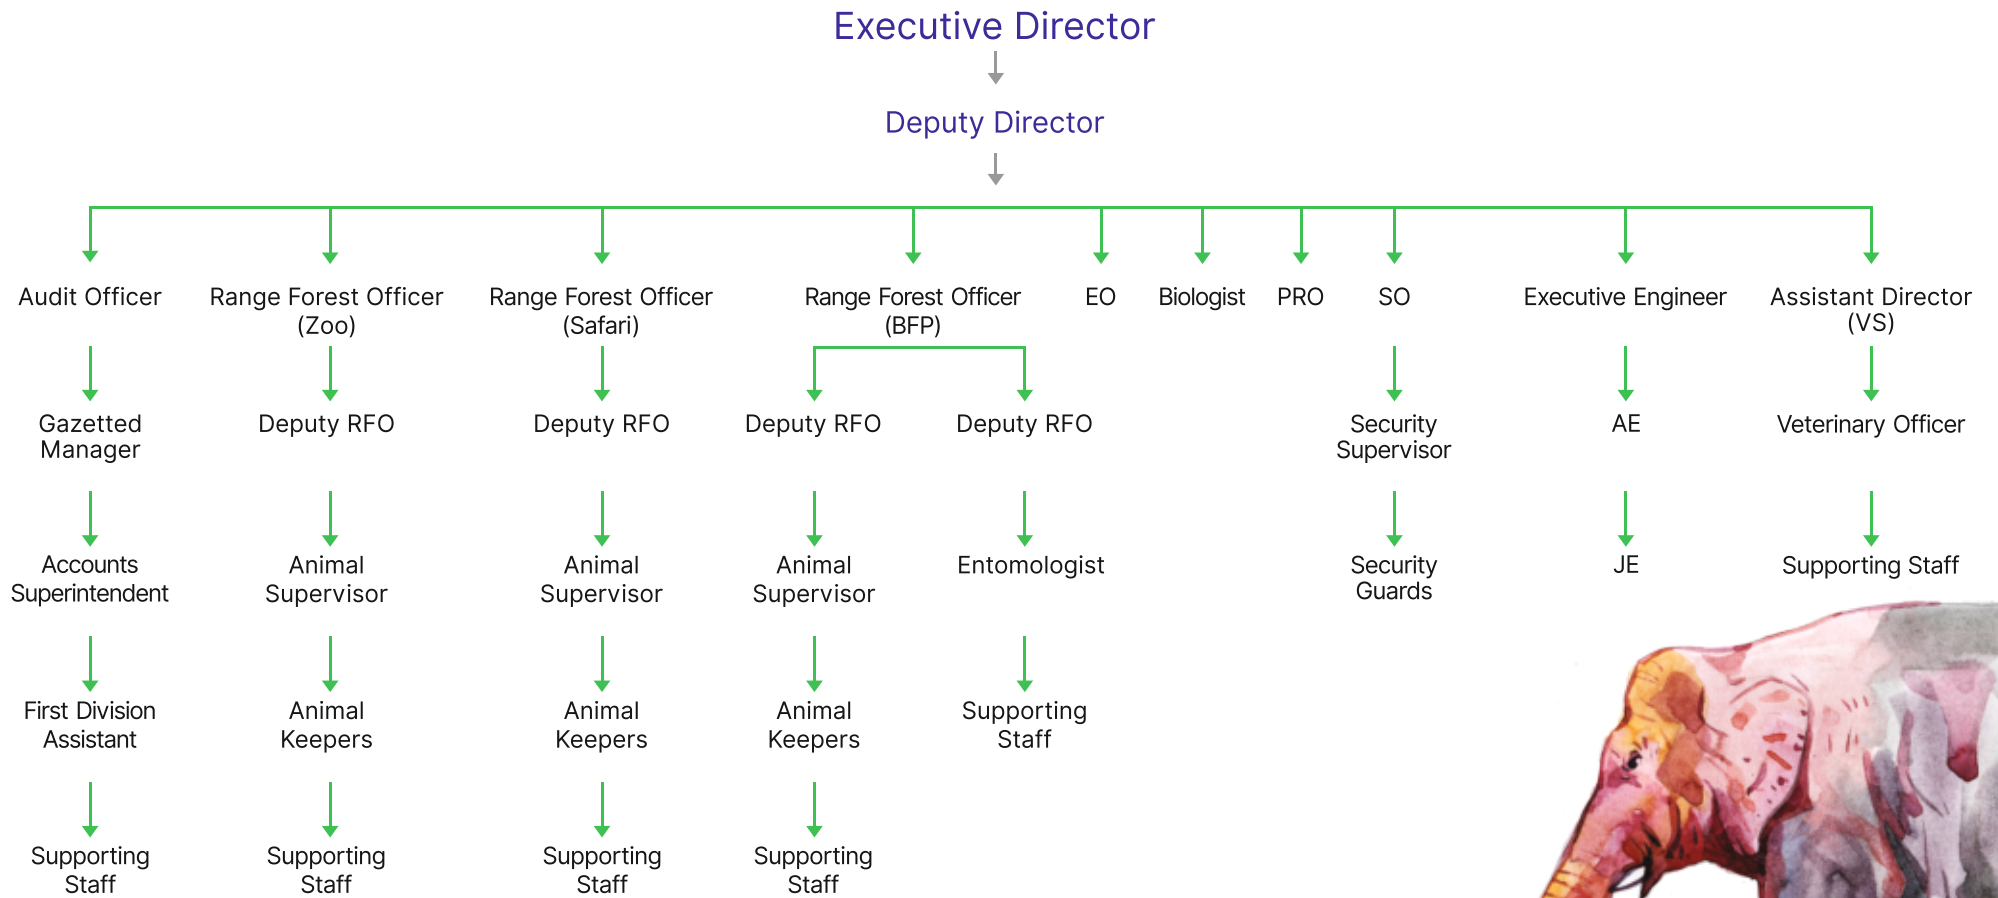 Executive Director
Deputy Director
Audit Officer
Range Forest Officer
(Zoo)
Range Forest Officer
(Safari)
Range Forest Officer
(BFP)
EO
Biologist
PRO
SO
Executive Engineer
Assistant Director
(VS)
Gazetted
Manager
Deputy RFO
Deputy RFO
Deputy RFO
Deputy RFO
Security
Supervisor
AE
Veterinary Officer
Accounts
Superintendent
Animal
Supervisor
Animal
Supervisor
Animal
Supervisor
Entomologist
Security
Guards
JE
Supporting Staff
First Division
Assistant
Animal
Keepers
Animal
Keepers
Animal
Keepers
Supporting
Staff
Supporting
Staff
Supporting
Staff
Supporting
Staff
Supporting
Staff